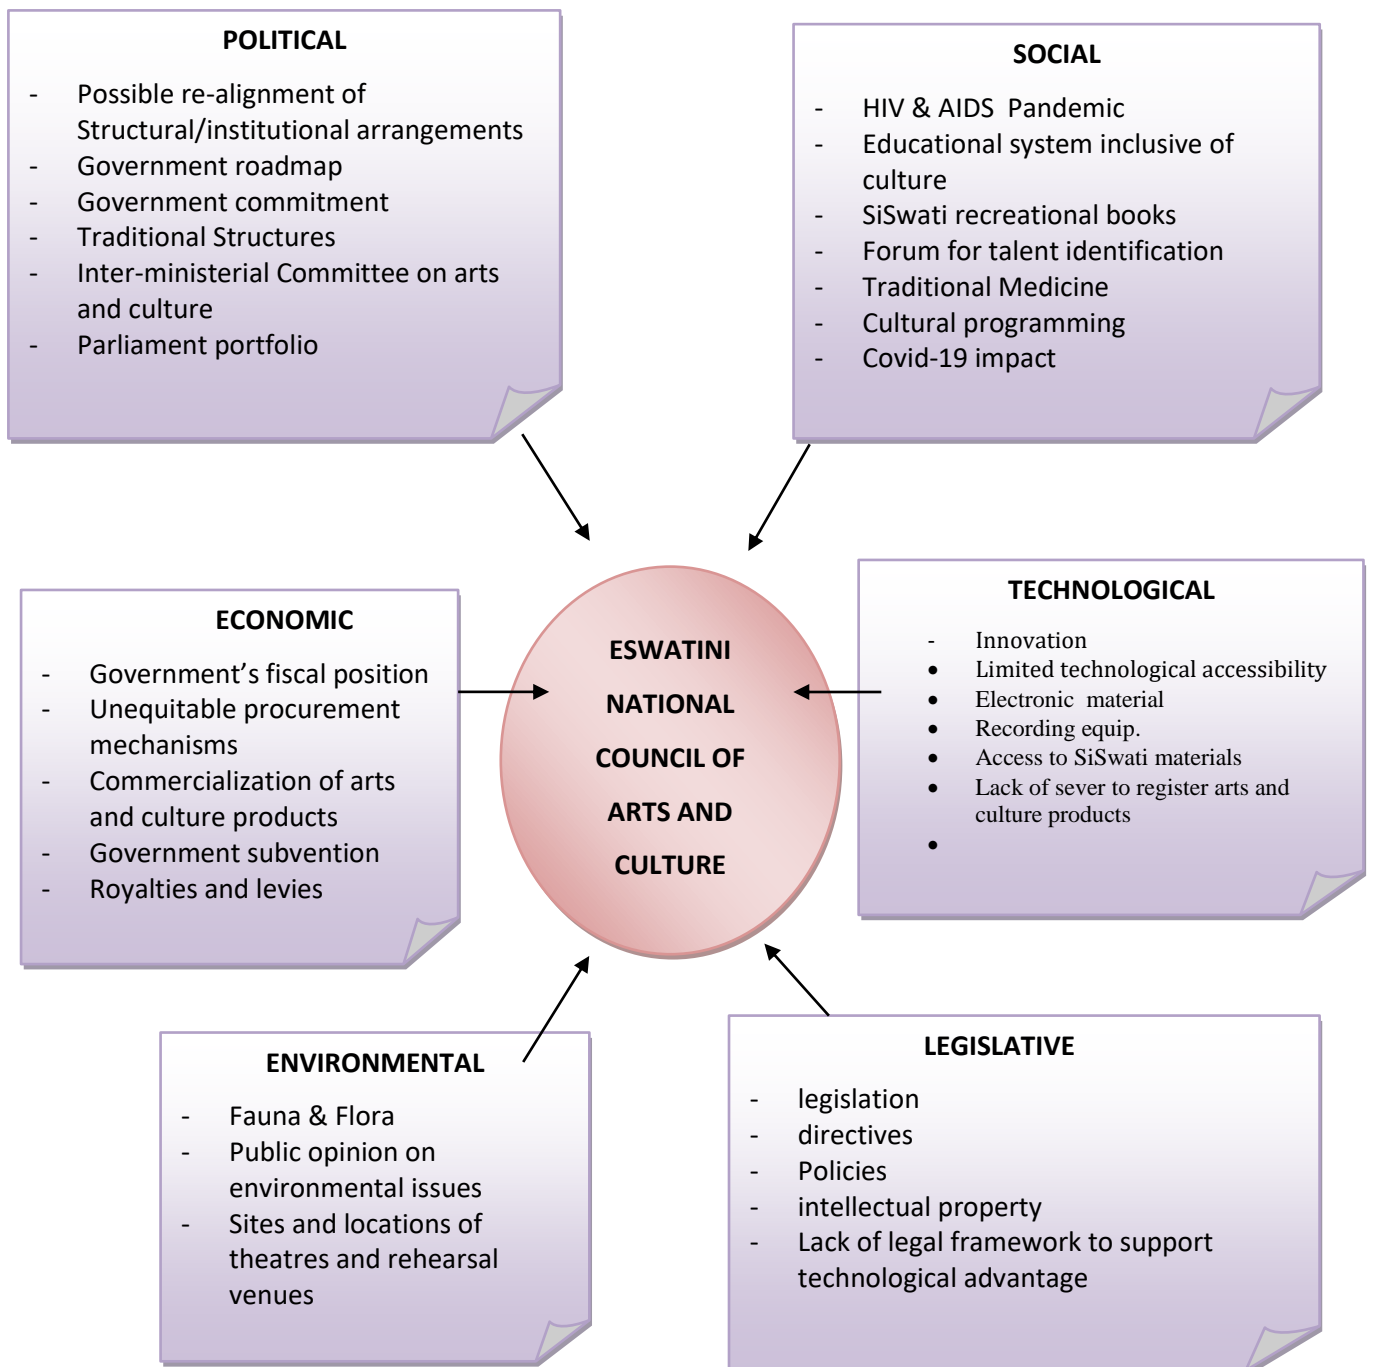 POLITICAL
- Possible re-alignment of
Structural/institutional arrangements
- Government roadmap
- Government commitment
- Traditional Structures
- Inter-ministerial Committee on arts
and culture
- Parliament portfolio
SOCIAL
- HIV & AIDS Pandemic
- Educational system inclusive of
culture
- SiSwati recreational books
- Forum for talent identification
- Traditional Medicine
- Cultural programming
- Covid-19 impact
ECONOMIC
- Government's fiscal position
- Unequitable procurement
mechanisms
- Commercialization of arts
and culture products
- Government subvention
- Royalties and levies
ESWATINI
NATIONAL
COUNCIL OF
ARTS AND
CULTURE
TECHNOLOGICAL
- Innovation
• Limited technological accessibility
• Electronic material
• Recording equip.
• Access to SiSwati materials
• Lack of sever to register arts and
culture products
•
ENVIRONMENTAL
- Fauna & Flora
- Public opinion on
environmental issues
- Sites and locations of
theatres and rehearsal
venues
LEGISLATIVE
- legislation
- directives
- Policies
- intellectual property
- Lack of legal framework to support
technological advantage